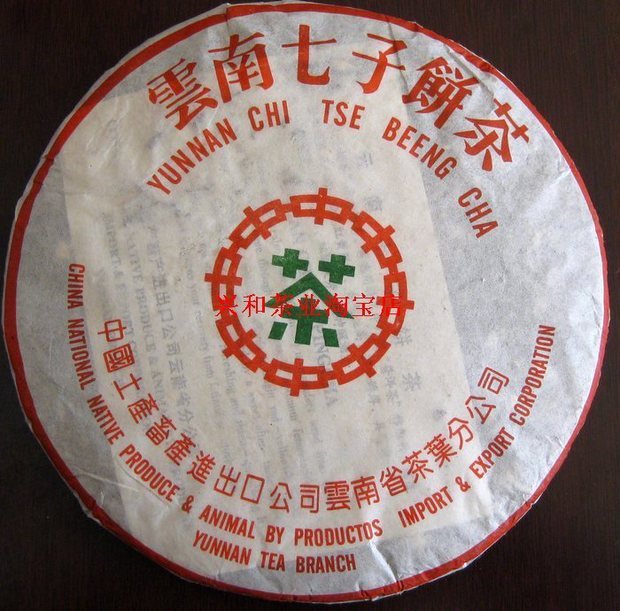 雲南七子餅茶
YUNNAN CHI TSE BEENG CHA
茶
兴和茶业淘宝店
中國土產畜產進出口公司雲南省茶葉分公司
CHINA NATIONAL NATIVE PRODUCE & ANIMAL BY PRODUCTOS IMPORT & EXPORT CORPORATION
YUNNAN TEA BRANCH